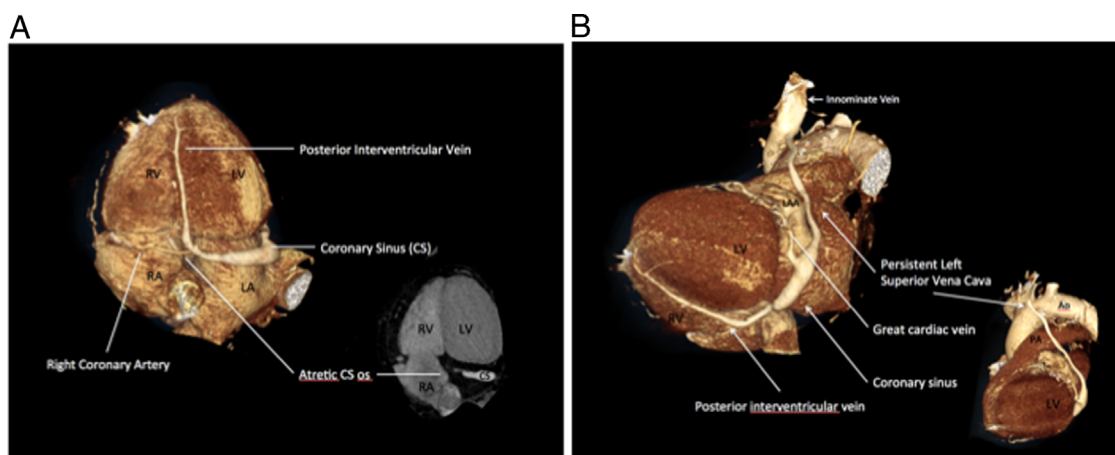 A
Posterior Interventricular Vein
RV
LV
Coronary Sinus (CS)
RA
LA
Right Coronary Artery
Atretic CS os
RV
LV
CS
RA
B
Innominate Vein
LAA
LV
Persistent Left
Superior Vena Cava
RV
Great cardiac vein
Coronary sinus
Posterior interventricular vein
Ao
PA
LV